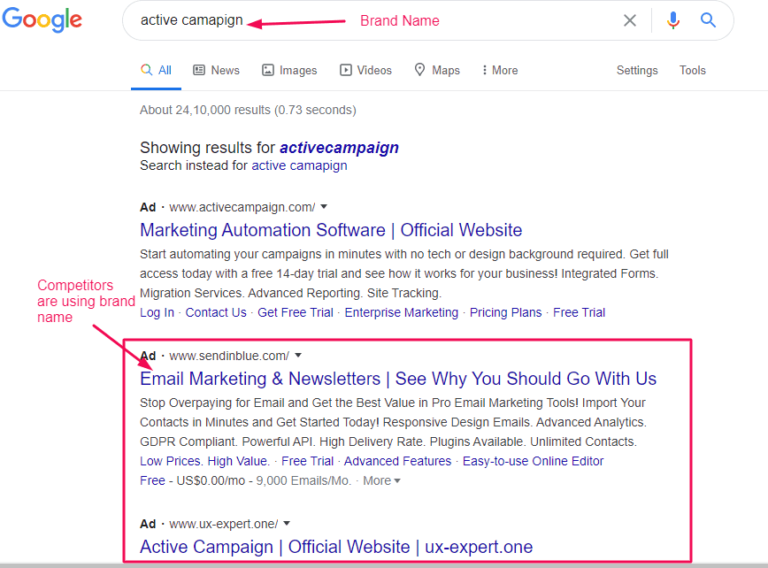 Google
active camapign
Brand Name
All
News
Images
Videos
Maps
More
Settings
Tools
About 24,10,000 results (0.73 seconds)
Showing results for activecampaign
Search instead for active camapign
Ad · www.activecampaign.com/
Marketing Automation Software | Official Website
Start automating your campaigns in minutes with no tech or design background required. Get full
access today with a free 14-day trial and see how it works for your business! Integrated Forms.
Migration Services. Advanced Reporting. Site Tracking.
Log In · Contact Us · Get Free Trial · Enterprise Marketing · Pricing Plans · Free Trial
Competitors
are using brand
name
Ad · www.sendinblue.com/
Email Marketing & Newsletters | See Why You Should Go With Us
Stop Overpaying for Email and Get the Best Value in Pro Email Marketing Tools! Import Your
Contacts in Minutes and Get Started Today! Responsive Design Emails. Advanced Analytics.
GDPR Compliant. Powerful API. High Delivery Rate. Plugins Available. Unlimited Contacts.
Low Prices. High Value. · Free Trial · Advanced Features · Easy-to-use Online Editor
Free - US$0.00/mo - 9,000 Emails/Mo. · More
Ad · www.ux-expert.one/
Active Campaign | Official Website | ux-expert.one